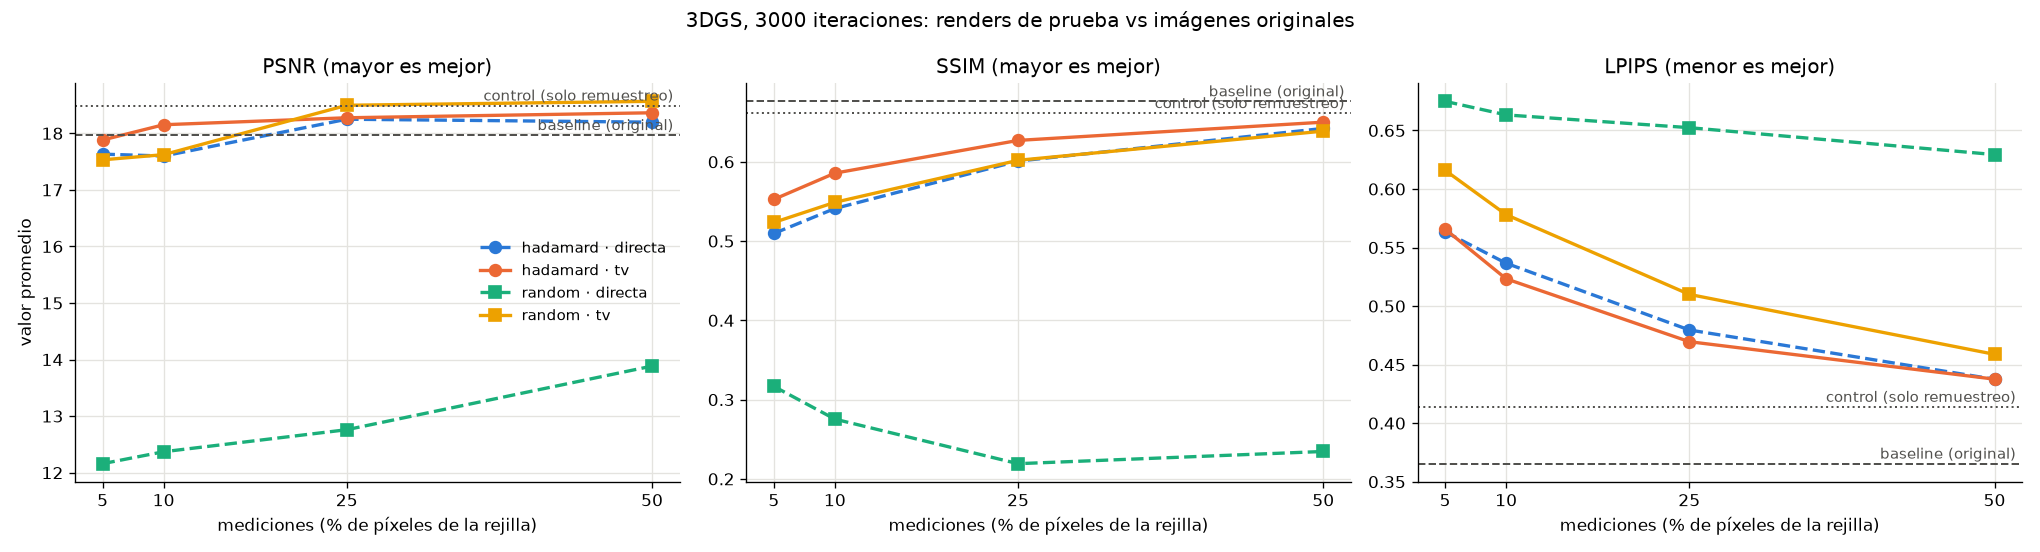 3DGS, 3000 iteraciones: renders de prueba vs imágenes originales
PSNR (mayor es mejor)
valor promedio
18
17
16
15
14
13
12
control (solo remuestreo)
baseline (original)
hadamard · directa
hadamard · tv
random · directa
random · tv
5 10 25 50
mediciones (% de píxeles de la rejilla)
SSIM (mayor es mejor)
baseline (original)
control (solo remuestreo)
0.6
0.5
0.4
0.3
0.2
5 10 25 50
mediciones (% de píxeles de la rejilla)
LPIPS (menor es mejor)
0.65
0.60
0.55
0.50
0.45
0.40
0.35
control (solo remuestreo)
baseline (original)
5 10 25 50
mediciones (% de píxeles de la rejilla)